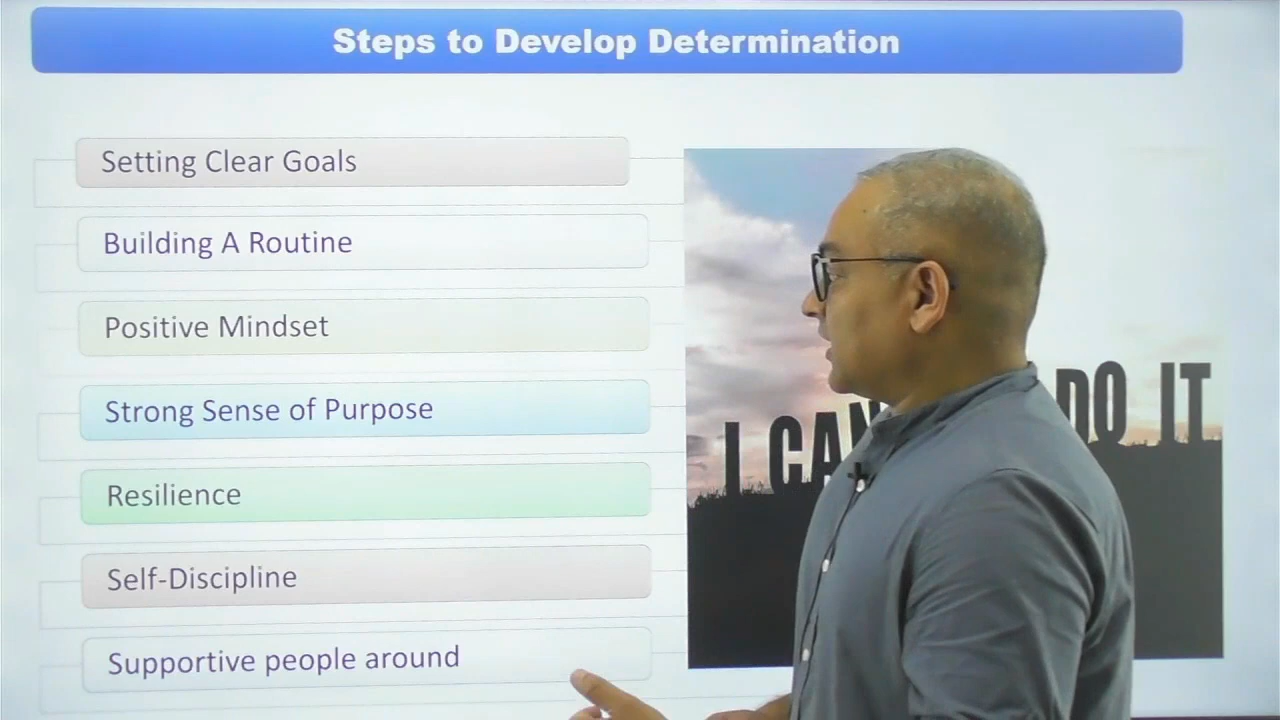 Steps to Develop Determination
Setting Clear Goals
Building A Routine
Positive Mindset
Strong Sense of Purpose
Resilience
Self-Discipline
Supportive people around
I CAN DO IT